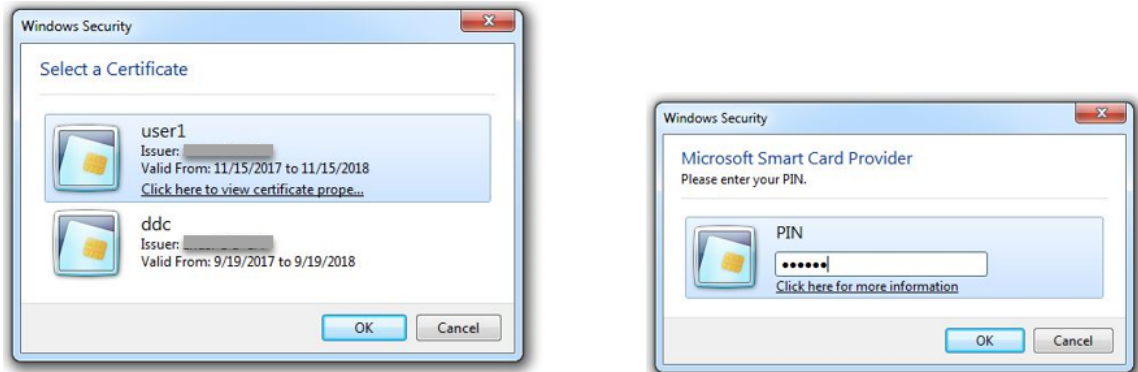 Windows Security
Select a Certificate
user1
Issuer:
Valid From: 11/15/2017 to 11/15/2018
Click here to view certificate prope...
ddc
Issuer:
Valid From: 9/19/2017 to 9/19/2018
OK Cancel
Windows Security
Microsoft Smart Card Provider
Please enter your PIN.
PIN
••••••
Click here for more information
OK Cancel